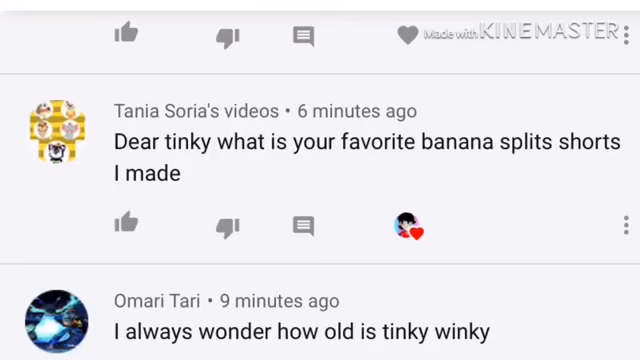 Made with KINEMASTER
Tania Soria's videos • 6 minutes ago
Dear tinky what is your favorite banana splits shorts
I made
Omari Tari • 9 minutes ago
I always wonder how old is tinky winky